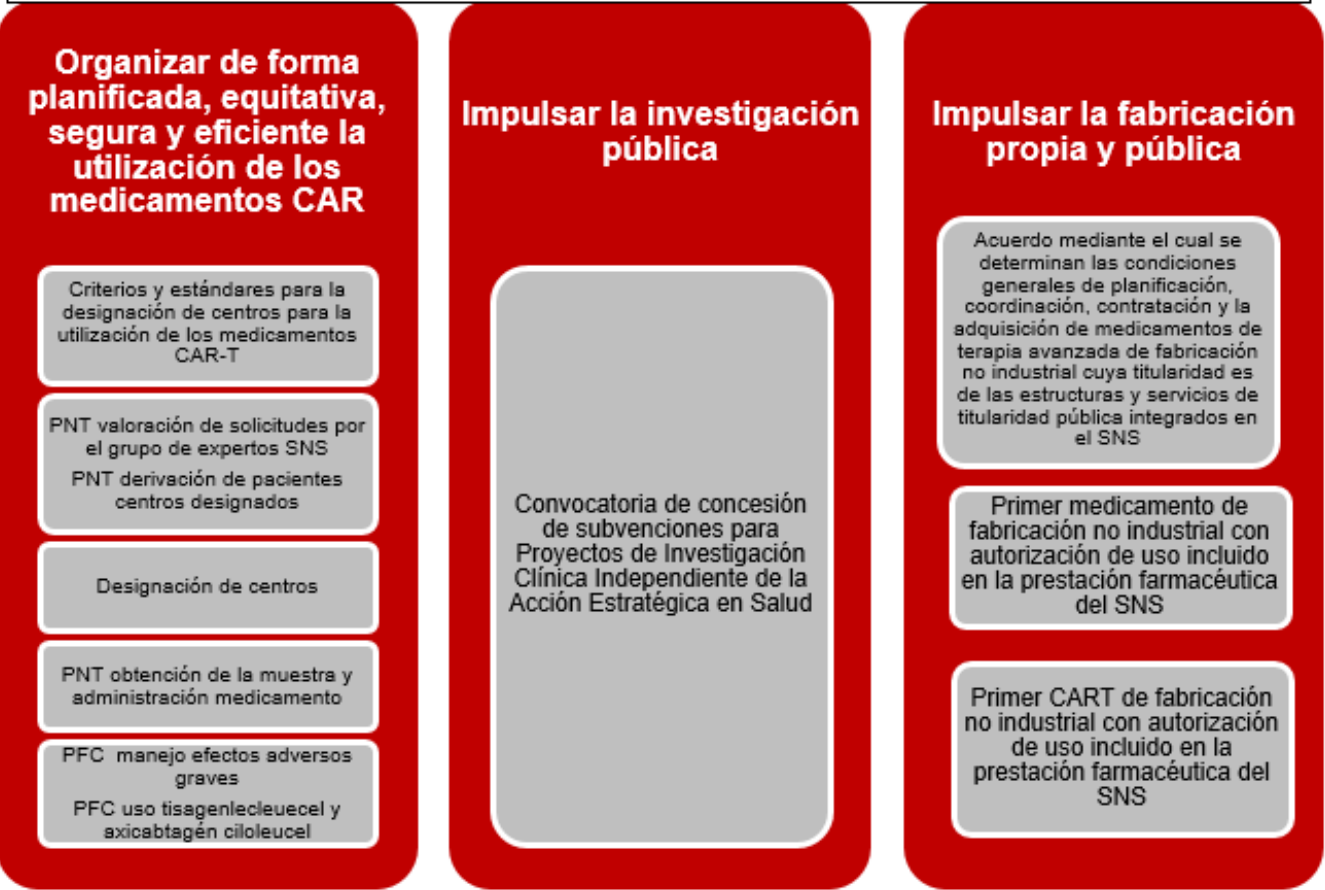 Organizar de forma
planificada, equitativa,
segura y eficiente la
utilización de los
medicamentos CAR
Criterios y estándares para la
designación de centros para la
utilización de los medicamentos
CAR-T
PNT valoración de solicitudes por
el grupo de expertos SNS
PNT derivación de pacientes
centros designados
Designación de centros
PNT obtención de la muestra y
administración medicamento
PFC manejo efectos adversos
graves
PFC uso tisagenlecleuecel y
axicabtagén ciloleucel
Impulsar la investigación
pública
Convocatoria de concesión
de subvenciones para
Proyectos de Investigación
Clínica Independiente de la
Acción Estratégica en Salud
Impulsar la fabricación
propia y pública
Acuerdo mediante el cual se
determinan las condiciones
generales de planificación,
coordinación, contratación y la
adquisición de medicamentos de
terapia avanzada de fabricación
no industrial cuya titularidad es
de las estructuras y servicios de
titularidad pública integrados en
el SNS
Primer medicamento de
fabricación no industrial con
autorización de uso incluido
en la prestación farmacéutica
del SNS
Primer CART de fabricación
no industrial con autorización
de uso incluido en la
prestación farmacéutica del
SNS